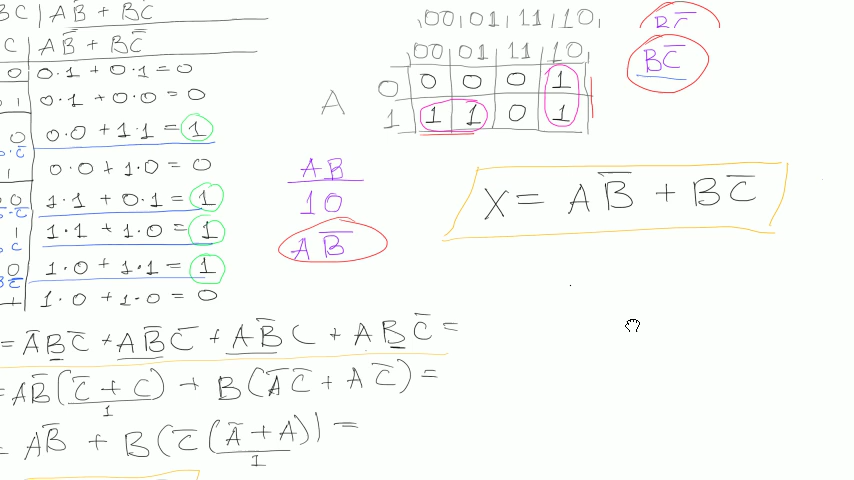 BC | AB̅ + BC̅
C | AB̅ + BC̅
0 | 0·1 + 0·1 = 0
1 | 0·1 + 0·0 = 0
0 | 0·0 + 1·1 = 1
1 | 0·0 + 1·0 = 0
0 | 1·1 + 0·1 = 1
1 | 1·1 + 1·0 = 1
0 | 1·0 + 1·1 = 1
1·0 + 1·0 = 0
= A̅BC̅ + AB̅C̅ + AB̅C + ABC̅ =
= AB̅(C̅ + C) + B(A̅C̅ + AC̅) =
1
= AB̅ + B(C̅(A̅ + A)) =
1
00 | 01 | 11 | 10
00 | 01 | 11 | 10
0 | 0 | 0 | 0 | 1
A
1 | 1 | 1 | 0 | 1
AB
10
AB̅
BC̅
X = AB̅ + BC̅